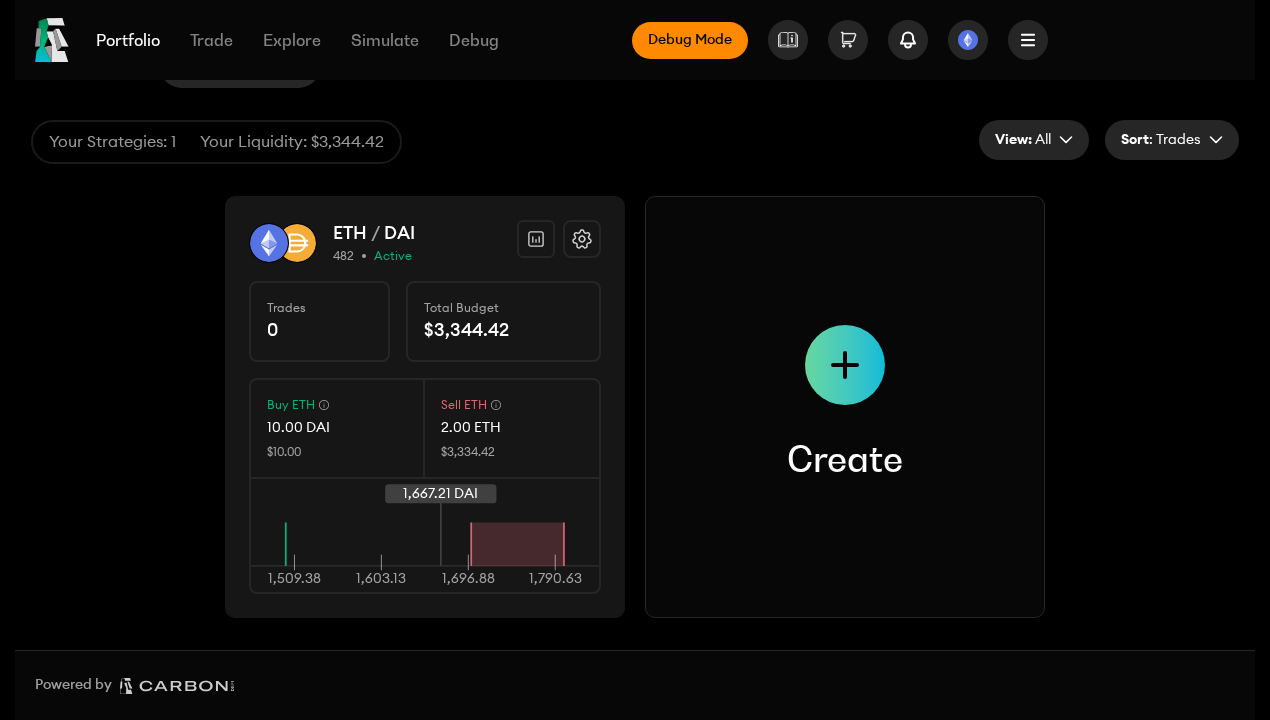 Portfolio Trade Explore Simulate Debug Debug Mode
Your Strategies: 1 Your Liquidity: $3,344.42
View: All Sort: Trades
ETH / DAI
482 • Active
Trades Total Budget
0 $3,344.42
Buy ETH Sell ETH
10.00 DAI 2.00 ETH
$10.00 $3,334.42
1,667.21 DAI
1,509.38 1,603.13 1,696.88 1,790.63
Create
Powered by CARBON